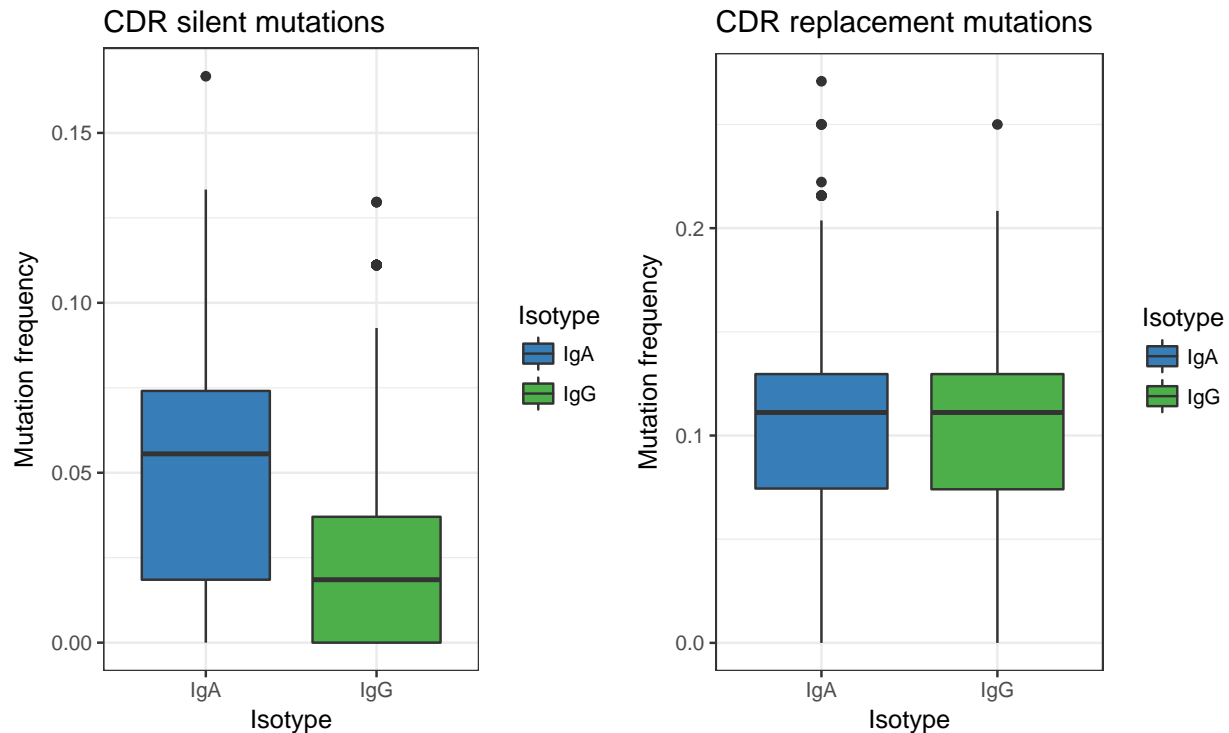 CDR silent mutations
0.15
0.10
0.05
0.00
Mutation frequency
IgA
IgG
Isotype
Isotype
IgA
IgG
CDR replacement mutations
0.2
0.1
0.0
Mutation frequency
IgA
IgG
Isotype
Isotype
IgA
IgG